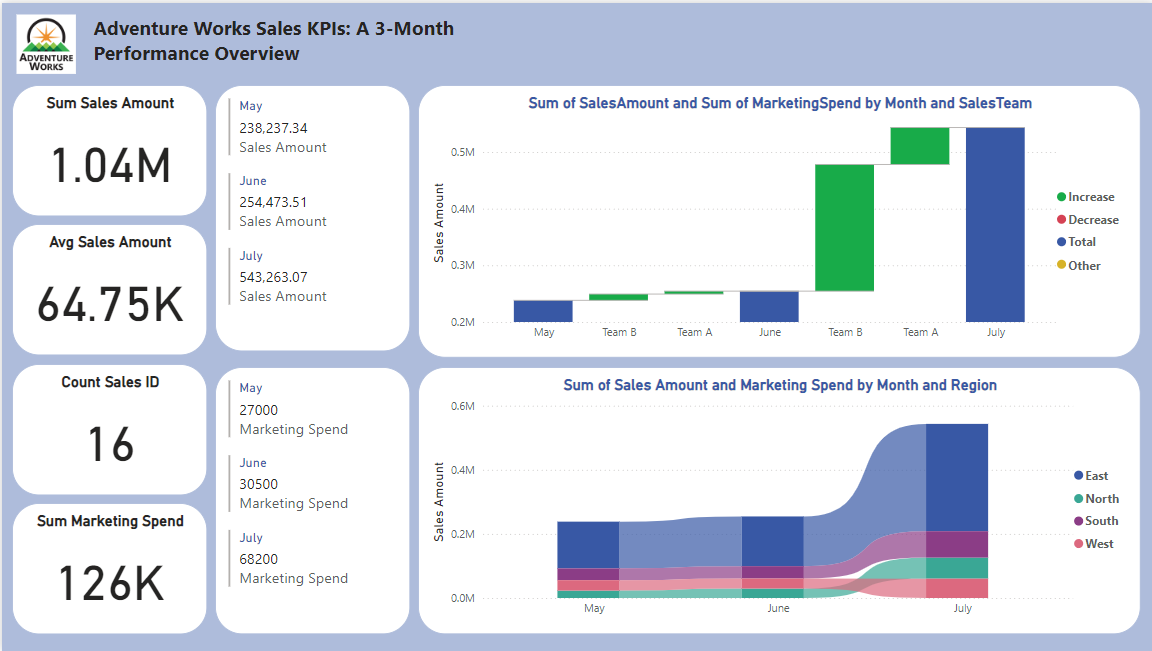 ADVENTURE
WORKS
Adventure Works Sales KPIs: A 3-Month
Performance Overview
Sum Sales Amount
1.04M
Avg Sales Amount
64.75K
Count Sales ID
16
Sum Marketing Spend
126K
May
238,237.34
Sales Amount
June
254,473.51
Sales Amount
July
543,263.07
Sales Amount
May
27000
Marketing Spend
June
30500
Marketing Spend
July
68200
Marketing Spend
Sum of SalesAmount and Sum of MarketingSpend by Month and SalesTeam
Sales Amount
0.5M
0.4M
0.3M
0.2M
May Team B Team A June Team B Team A July
Increase
Decrease
Total
Other
Sum of Sales Amount and Marketing Spend by Month and Region
Sales Amount
0.6M
0.4M
0.2M
0.0M
May June July
East
North
South
West